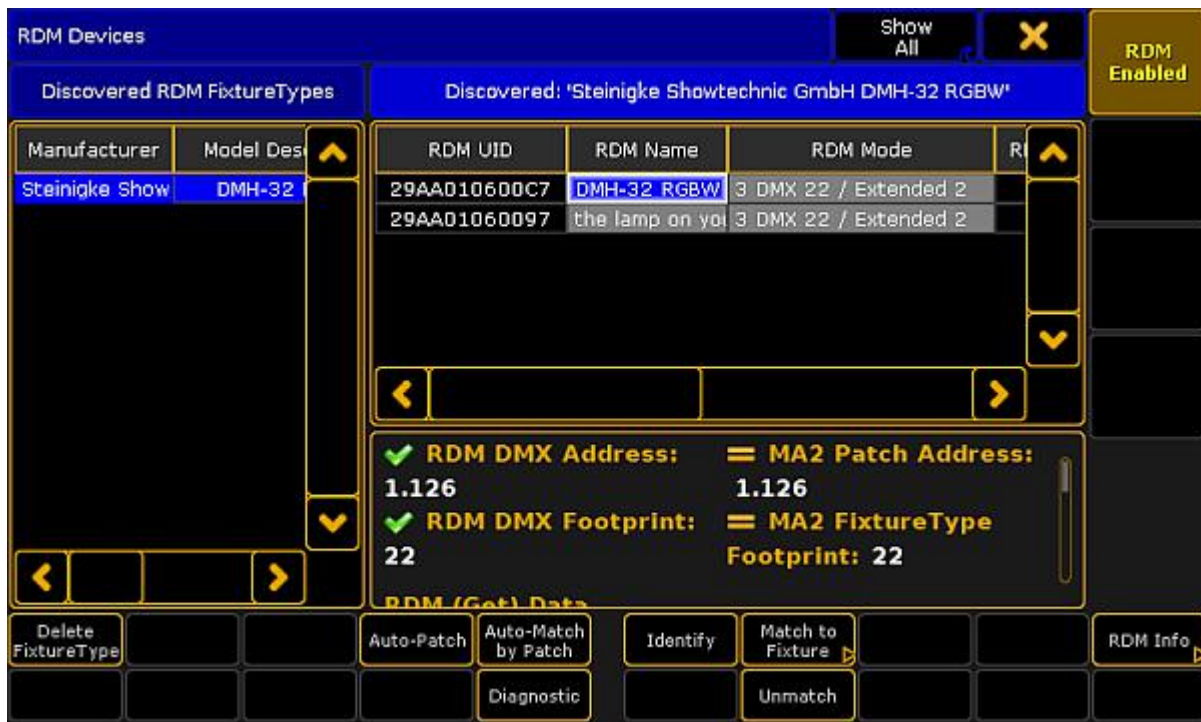 RDM Devices
Show
All
RDM
Enabled
Discovered RDM FixtureTypes
Discovered: 'Steinigke Showtechnic GmbH DMH-32 RGBW'
Manufacturer
Model Des
RDM UID
RDM Name
RDM Mode
Steinigke Show
DMH-32
29AA010600C7
DMH-32 RGBW
3 DMX 22 / Extended 2
29AA01060097
the lamp on you
3 DMX 22 / Extended 2
RDM DMX Address:
= MA2 Patch Address:
1.126
1.126
RDM DMX Footprint:
= MA2 FixtureType
22
Footprint: 22
RDM (Get) Data
Delete
FixtureType
Auto-Patch
Auto-Match
by Patch
Identify
Match to
Fixture
RDM Info
Diagnostic
Unmatch